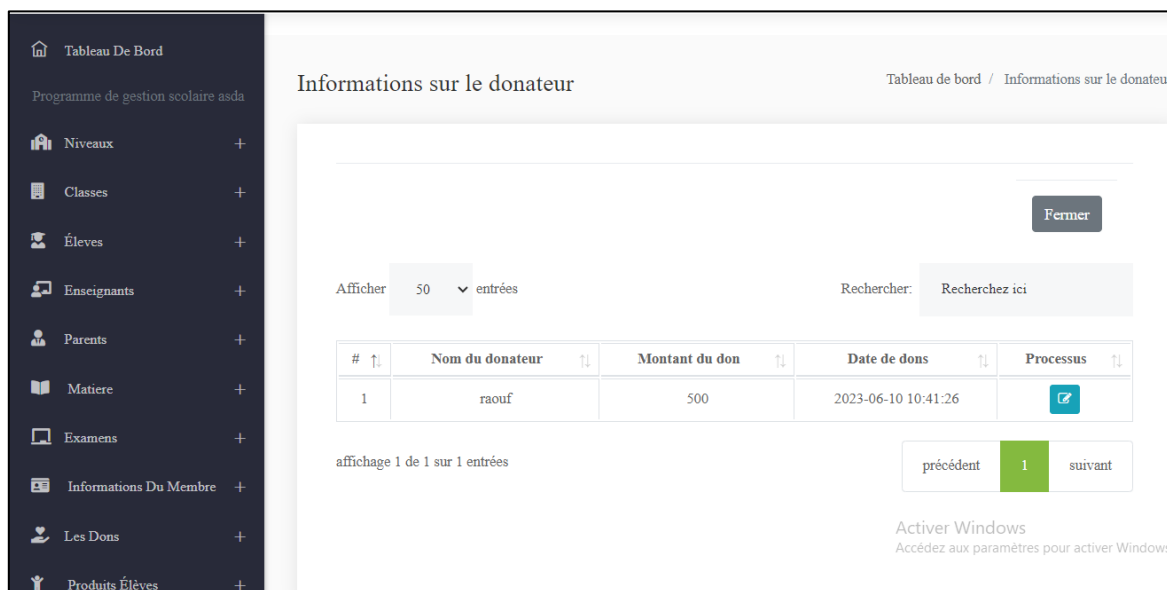 Tableau De Bord
Programme de gestion scolaire asda
Niveaux
Classes
Éleves
Enseignants
Parents
Matiere
Examens
Informations Du Membre
Les Dons
Produits Élèves
Informations sur le donateur
Tableau de bord / Informations sur le donateu
Fermer
Afficher 50 entrées
Rechercher: Recherchez ici
# Nom du donateur Montant du don Date de dons Processus
1 raouf 500 2023-06-10 10:41:26
affichage 1 de 1 sur 1 entrées
précédent 1 suivant
Activer Windows
Accédez aux paramètres pour activer Windows